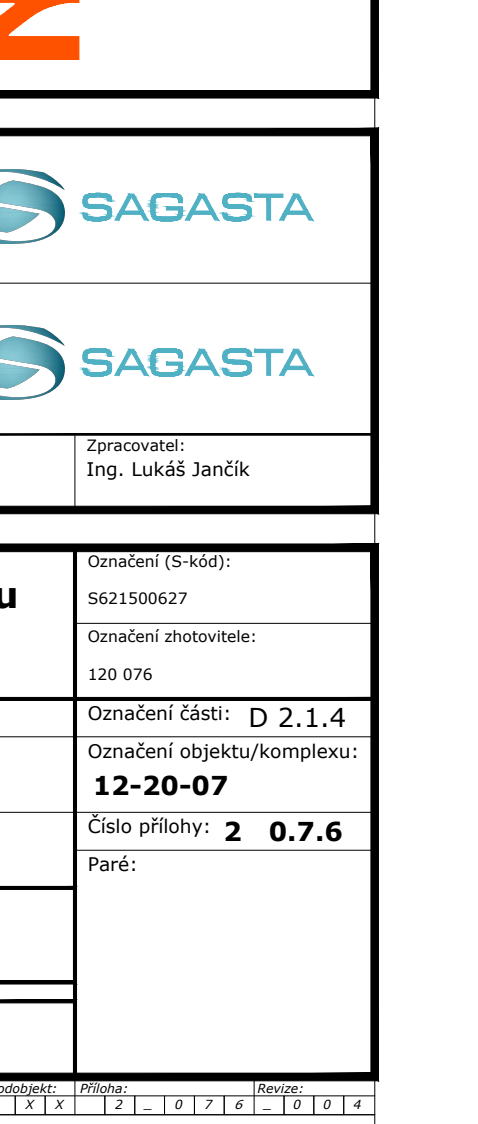 SAGASTA
SAGASTA
Zpracovatel:
Ing. Lukáš Jančík
Označení (S-kód):
S621500627
Označení zhotovitele:
120 076
Označení části: D 2.1.4
Označení objektu/komplexu:
12-20-07
Číslo přílohy: 2 0.7.6
Paré:
u
odobjekt: Příloha: Revize:
X X 2 _ 0 7 6 _ 0 0 4